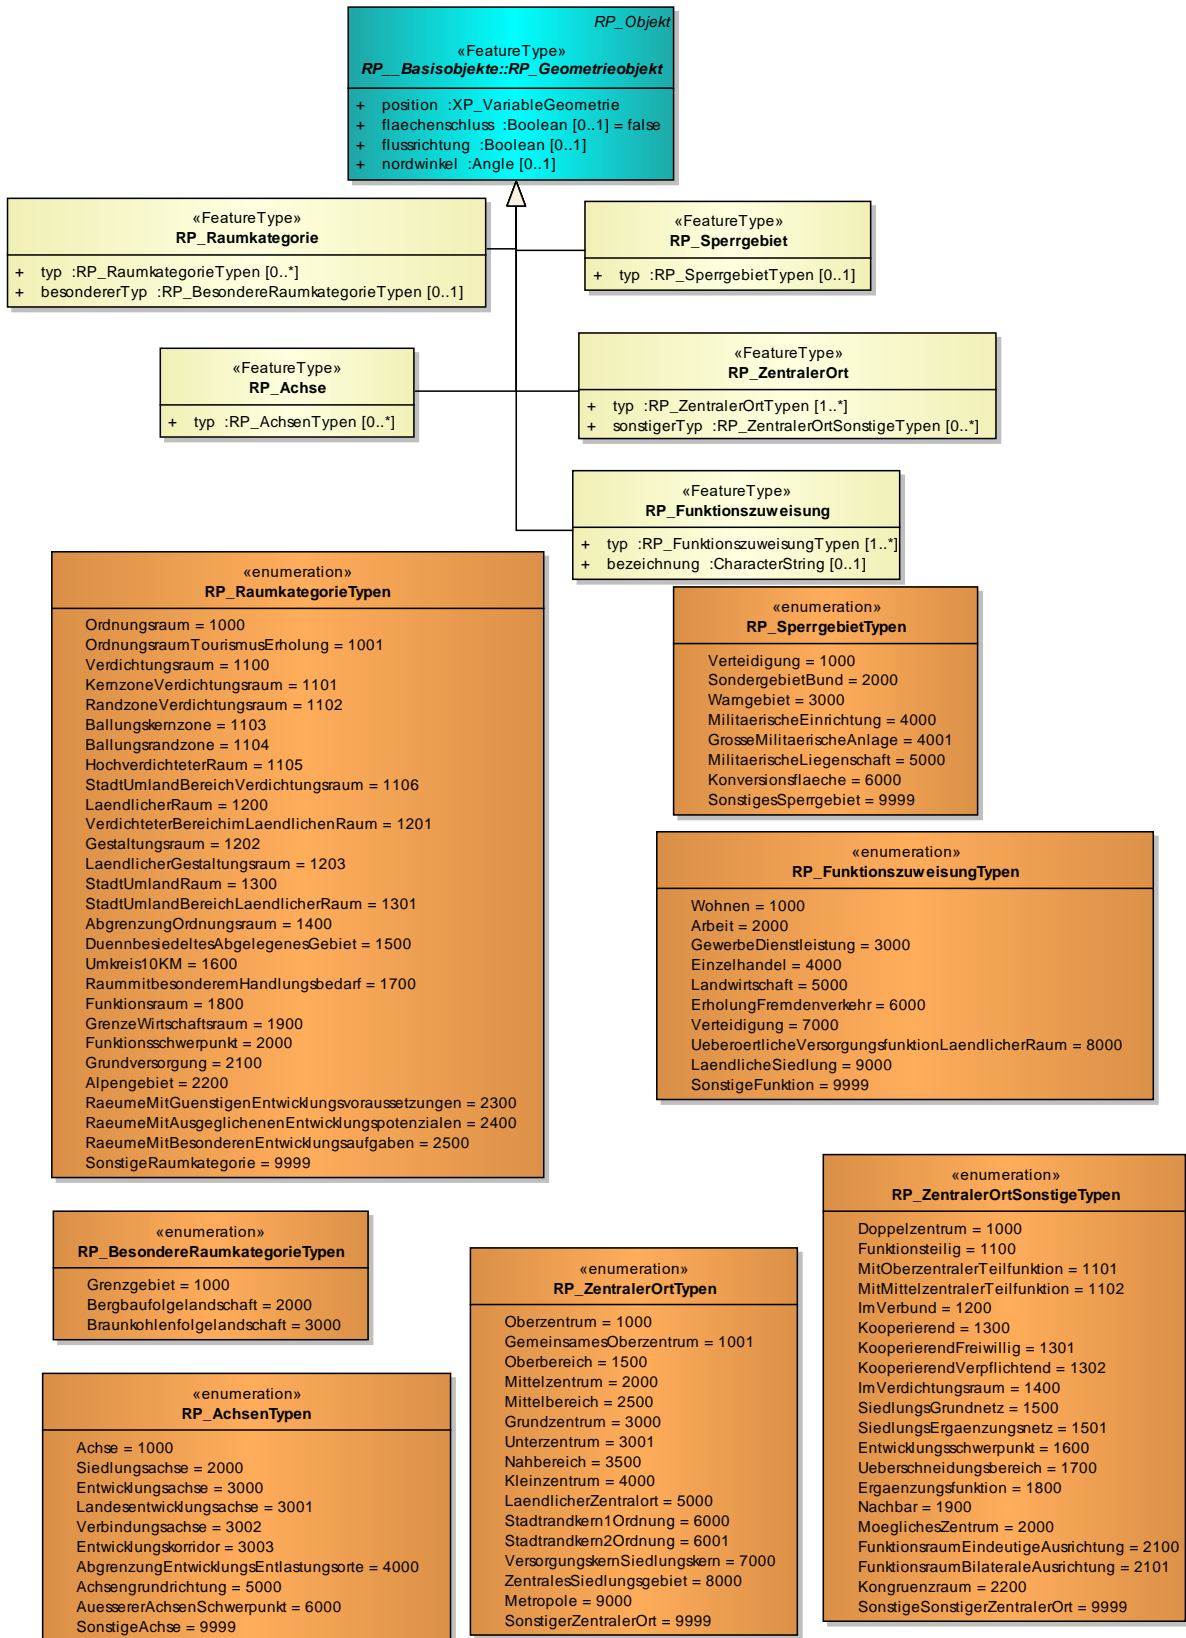 RP_Objekt
«FeatureType»
RP__Basisobjekte::RP_Geometrieobjekt
+ position :XP_VariableGeometrie
+ flaechenschluss :Boolean [0..1] = false
+ flussrichtung :Boolean [0..1]
+ nordwinkel :Angle [0..1]
«FeatureType»
RP_Raumkategorie
+ typ :RP_RaumkategorieTypen [0..*]
+ besondererTyp :RP_BesondereRaumkategorieTypen [0..1]
«FeatureType»
RP_Sperrgebiet
+ typ :RP_SperrgebietTypen [0..1]
«FeatureType»
RP_Achse
+ typ :RP_AchsenTypen [0..*]
«FeatureType»
RP_ZentralerOrt
+ typ :RP_ZentralerOrtTypen [1..*]
+ sonstigerTyp :RP_ZentralerOrtSonstigeTypen [0..*]
«FeatureType»
RP_Funktionszuweisung
+ typ :RP_FunktionszuweisungTypen [1..*]
+ bezeichnung :CharacterString [0..1]
«enumeration»
RP_RaumkategorieTypen
Ordnungsraum = 1000
OrdnungsraumTourismusErholung = 1001
Verdichtungsraum = 1100
KernzoneVerdichtungsraum = 1101
RandzoneVerdichtungsraum = 1102
Ballungskernzone = 1103
Ballungsrandzone = 1104
HochverdichteterRaum = 1105
StadtUmlandBereichVerdichtungsraum = 1106
LaendlicherRaum = 1200
VerdichteterBereichimLaendlichenRaum = 1201
Gestaltungsraum = 1202
LaendlicherGestaltungsraum = 1203
StadtUmlandRaum = 1300
StadtUmlandBereichLaendlicherRaum = 1301
AbgrenzungOrdnungsraum = 1400
DuennbesiedeltesAbgelegenesGebiet = 1500
Umkreis10KM = 1600
RaummitbesonderemHandlungsbedarf = 1700
Funktionsraum = 1800
GrenzeWirtschaftsraum = 1900
Funktionsschwerpunkt = 2000
Grundversorgung = 2100
Alpengebiet = 2200
RaeumeMitGuenstigenEntwicklungsvoraussetzungen = 2300
RaeumeMitAusgeglichenenEntwicklungspotenzialen = 2400
RaeumeMitBesonderenEntwicklungsaufgaben = 2500
SonstigeRaumkategorie = 9999
«enumeration»
RP_SperrgebietTypen
Verteidigung = 1000
SondergebietBund = 2000
Warngebiet = 3000
MilitaerischeEinrichtung = 4000
GrosseMilitaerischeAnlage = 4001
MilitaerischeLiegenschaft = 5000
Konversionsflaeche = 6000
SonstigesSperrgebiet = 9999
«enumeration»
RP_FunktionszuweisungTypen
Wohnen = 1000
Arbeit = 2000
GewerbeDienstleistung = 3000
Einzelhandel = 4000
Landwirtschaft = 5000
ErholungFremdenverkehr = 6000
Verteidigung = 7000
UeberoertlicheVersorgungsfunktionLaendlicherRaum = 8000
LaendlicheSiedlung = 9000
SonstigeFunktion = 9999
«enumeration»
RP_BesondereRaumkategorieTypen
Grenzgebiet = 1000
Bergbaufolgelandschaft = 2000
Braunkohlenfolgelandschaft = 3000
«enumeration»
RP_AchsenTypen
Achse = 1000
Siedlungsachse = 2000
Entwicklungsachse = 3000
Landesentwicklungsachse = 3001
Verbindungsachse = 3002
Entwicklungskorridor = 3003
AbgrenzungEntwicklungsEntlastungsorte = 4000
Achsengrundrichtung = 5000
AuessererAchsenSchwerpunkt = 6000
SonstigeAchse = 9999
«enumeration»
RP_ZentralerOrtTypen
Oberzentrum = 1000
GemeinsamesOberzentrum = 1001
Oberbereich = 1500
Mittelzentrum = 2000
Mittelbereich = 2500
Grundzentrum = 3000
Unterzentrum = 3001
Nahbereich = 3500
Kleinzentrum = 4000
LaendlicherZentralort = 5000
Stadtrandkern1Ordnung = 6000
Stadtrandkern2Ordnung = 6001
VersorgungskernSiedlungskern = 7000
ZentralesSiedlungsgebiet = 8000
Metropole = 9000
SonstigerZentralerOrt = 9999
«enumeration»
RP_ZentralerOrtSonstigeTypen
Doppelzentrum = 1000
Funktionsteilig = 1100
MitOberzentralerTeilfunktion = 1101
MitMittelzentralerTeilfunktion = 1102
ImVerbund = 1200
Kooperierend = 1300
KooperierendFreiwillig = 1301
KooperierendVerpflichtend = 1302
ImVerdichtungsraum = 1400
SiedlungsGrundnetz = 1500
SiedlungsErgaenzungsnetz = 1501
Entwicklungsschwerpunkt = 1600
Ueberschneidungsbereich = 1700
Ergaenzungsfunktion = 1800
Nachbar = 1900
MoeglichesZentrum = 2000
FunktionsraumEindeutigeAusrichtung = 2100
FunktionsraumBilateraleAusrichtung = 2101
Kongruenzraum = 2200
SonstigeSonstigerZentralerOrt = 9999